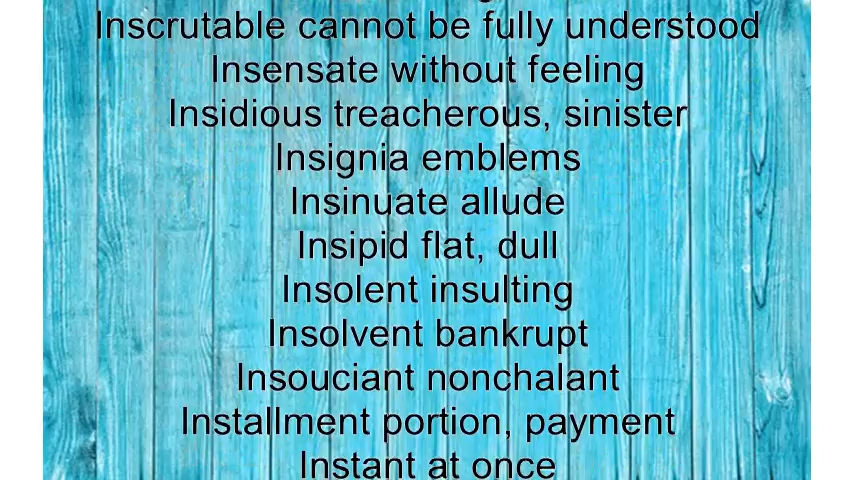 Inscrutable cannot be fully understood
Insensate without feeling
Insidious treacherous, sinister
Insignia emblems
Insinuate allude
Insipid flat, dull
Insolent insulting
Insolvent bankrupt
Insouciant nonchalant
Installment portion, payment
Instant at once